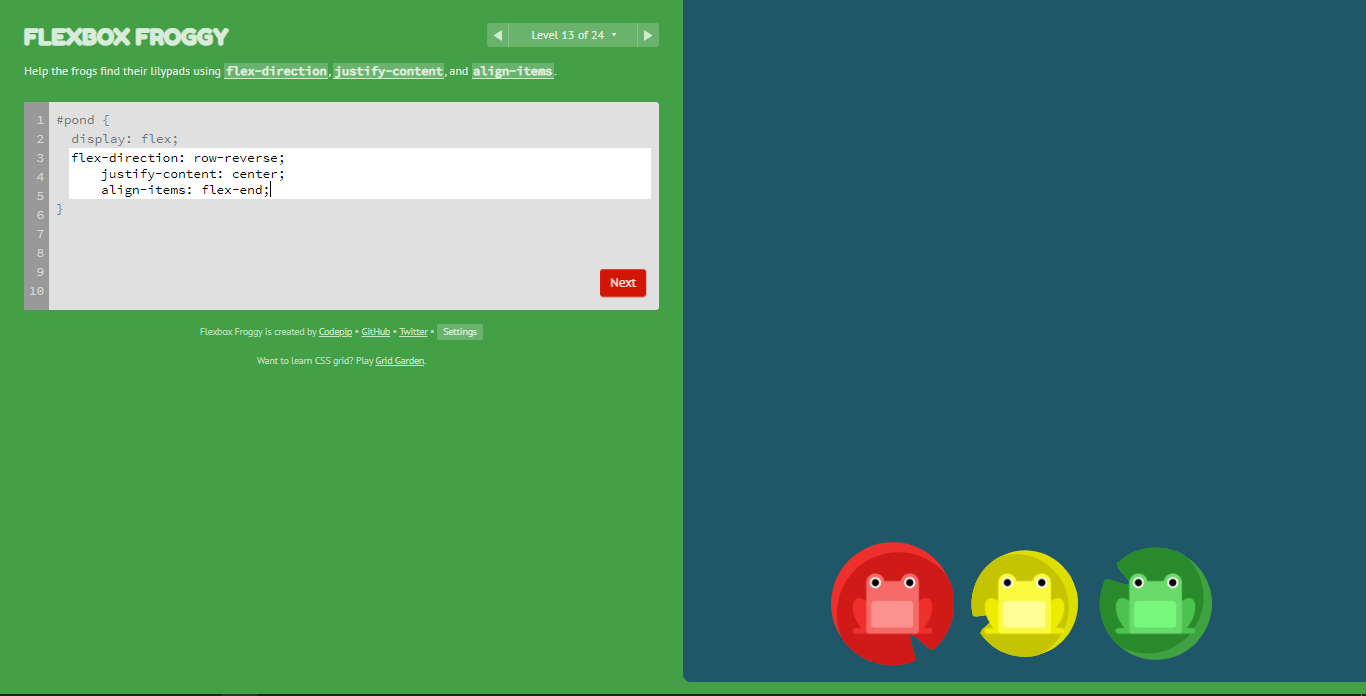 FLEXBOX FROGGY
◀ Level 13 of 24 ▾ ▶
Help the frogs find their lilypads using flex-direction, justify-content, and align-items.
1 #pond {
2 display: flex;
3 flex-direction: row-reverse;
4 justify-content: center;
5 align-items: flex-end;
6 }
7
8
9
10
Next
Flexbox Froggy is created by Codepip • GitHub • Twitter • Settings
Want to learn CSS grid? Play Grid Garden.